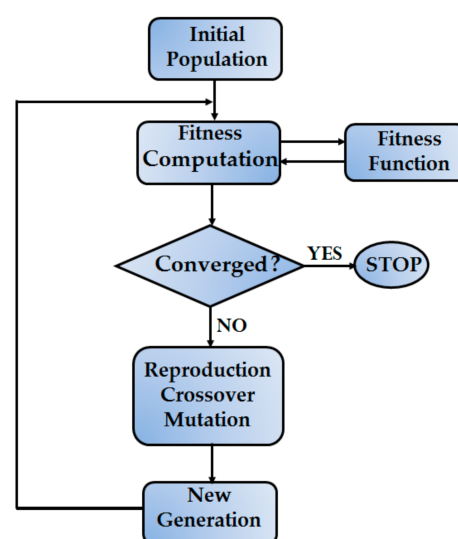 Initial
Population
Fitness
Computation
Fitness
Function
Converged?
YES
STOP
NO
Reproduction
Crossover
Mutation
New
Generation